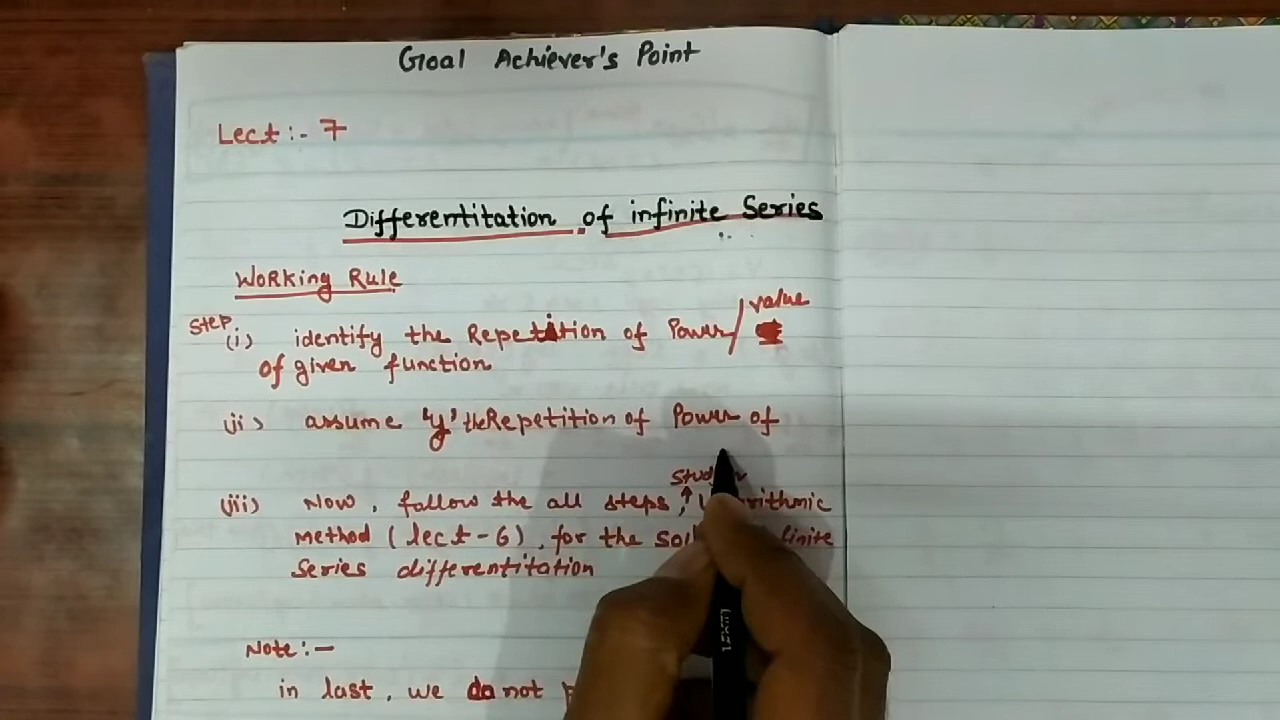 Goal Achiever's Point
Lect :- 7
Differentitation of infinite Series
Working Rule
Step (i) identify the Repetition of Power / value
of given function
(ii) assume 'y' the Repetition of Power of
study
(iii) Now, follow the all steps,
method (lect-6), for the
Series differentitation
Note :-
in last, we do not